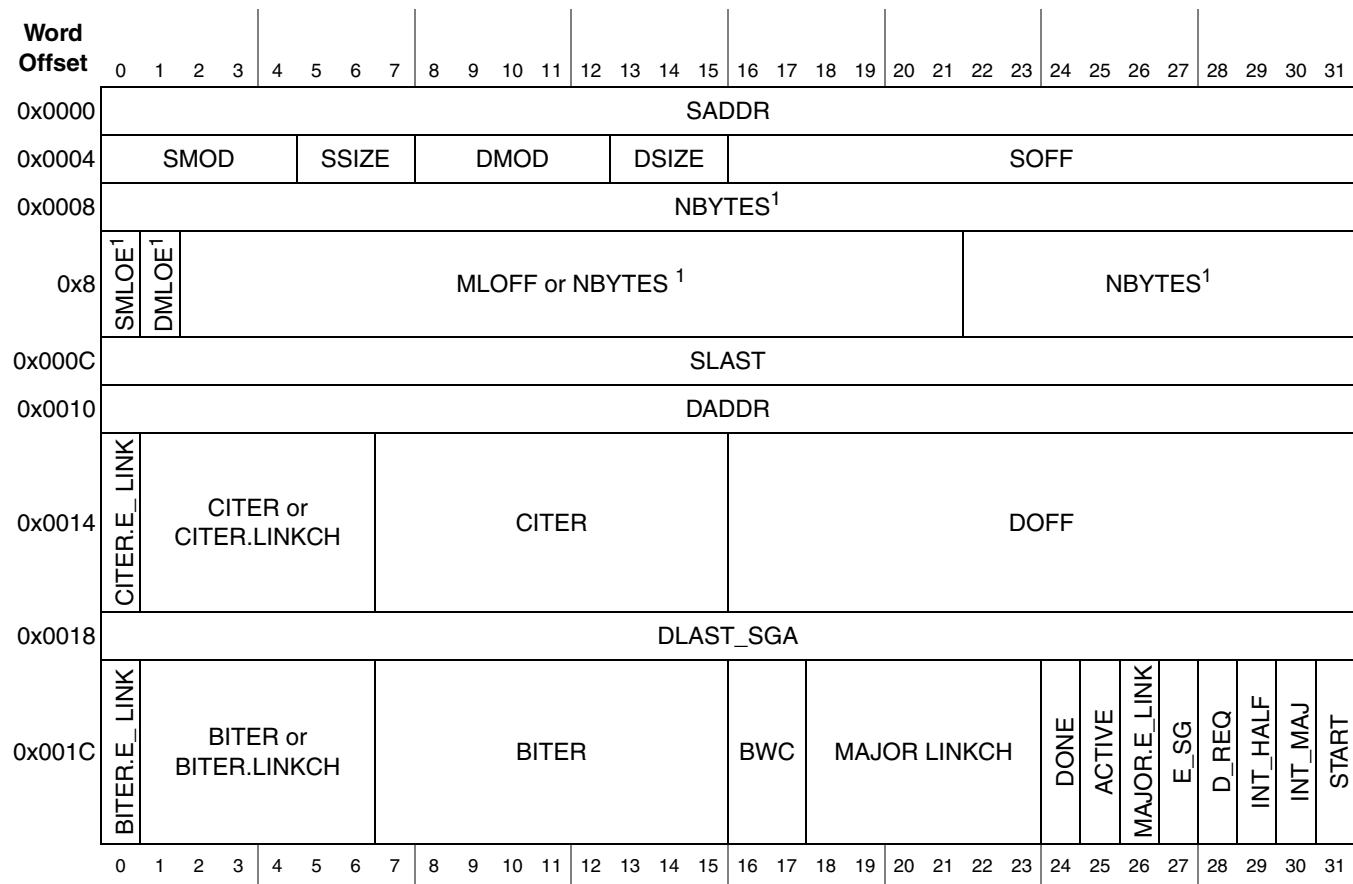 Word
Offset 0 1 2 3 4 5 6 7 8 9 10 11 12 13 14 15 16 17 18 19 20 21 22 23 24 25 26 27 28 29 30 31
0x0000 SADDR
0x0004 SMOD SSIZE DMOD DSIZE SOFF
0x0008 NBYTES1
0x8 SMLOE1 DMLOE1 MLOFF or NBYTES 1 NBYTES1
0x000C SLAST
0x0010 DADDR
0x0014 CITER.E_ LINK CITER or
CITER.LINKCH CITER DOFF
0x0018 DLAST_SGA
0x001C BITER.E_ LINK BITER or
BITER.LINKCH BITER BWC MAJOR LINKCH DONE ACTIVE MAJOR.E_LINK E_SG D_REQ INT_HALF INT_MAJ START
0 1 2 3 4 5 6 7 8 9 10 11 12 13 14 15 16 17 18 19 20 21 22 23 24 25 26 27 28 29 30 31